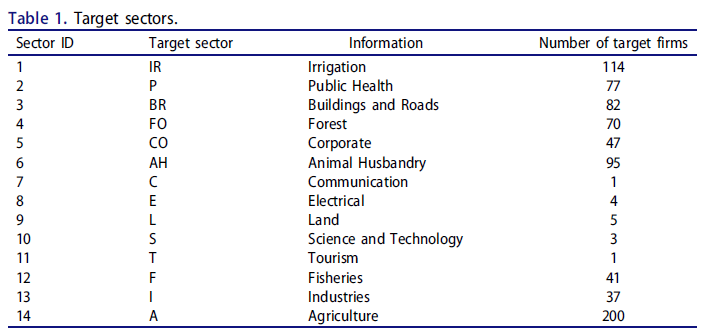 Table 1. Target sectors.
Sector ID Target sector Information Number of target firms
1 IR Irrigation 114
2 P Public Health 77
3 BR Buildings and Roads 82
4 FO Forest 70
5 CO Corporate 47
6 AH Animal Husbandry 95
7 C Communication 1
8 E Electrical 4
9 L Land 5
10 S Science and Technology 3
11 T Tourism 1
12 F Fisheries 41
13 I Industries 37
14 A Agriculture 200